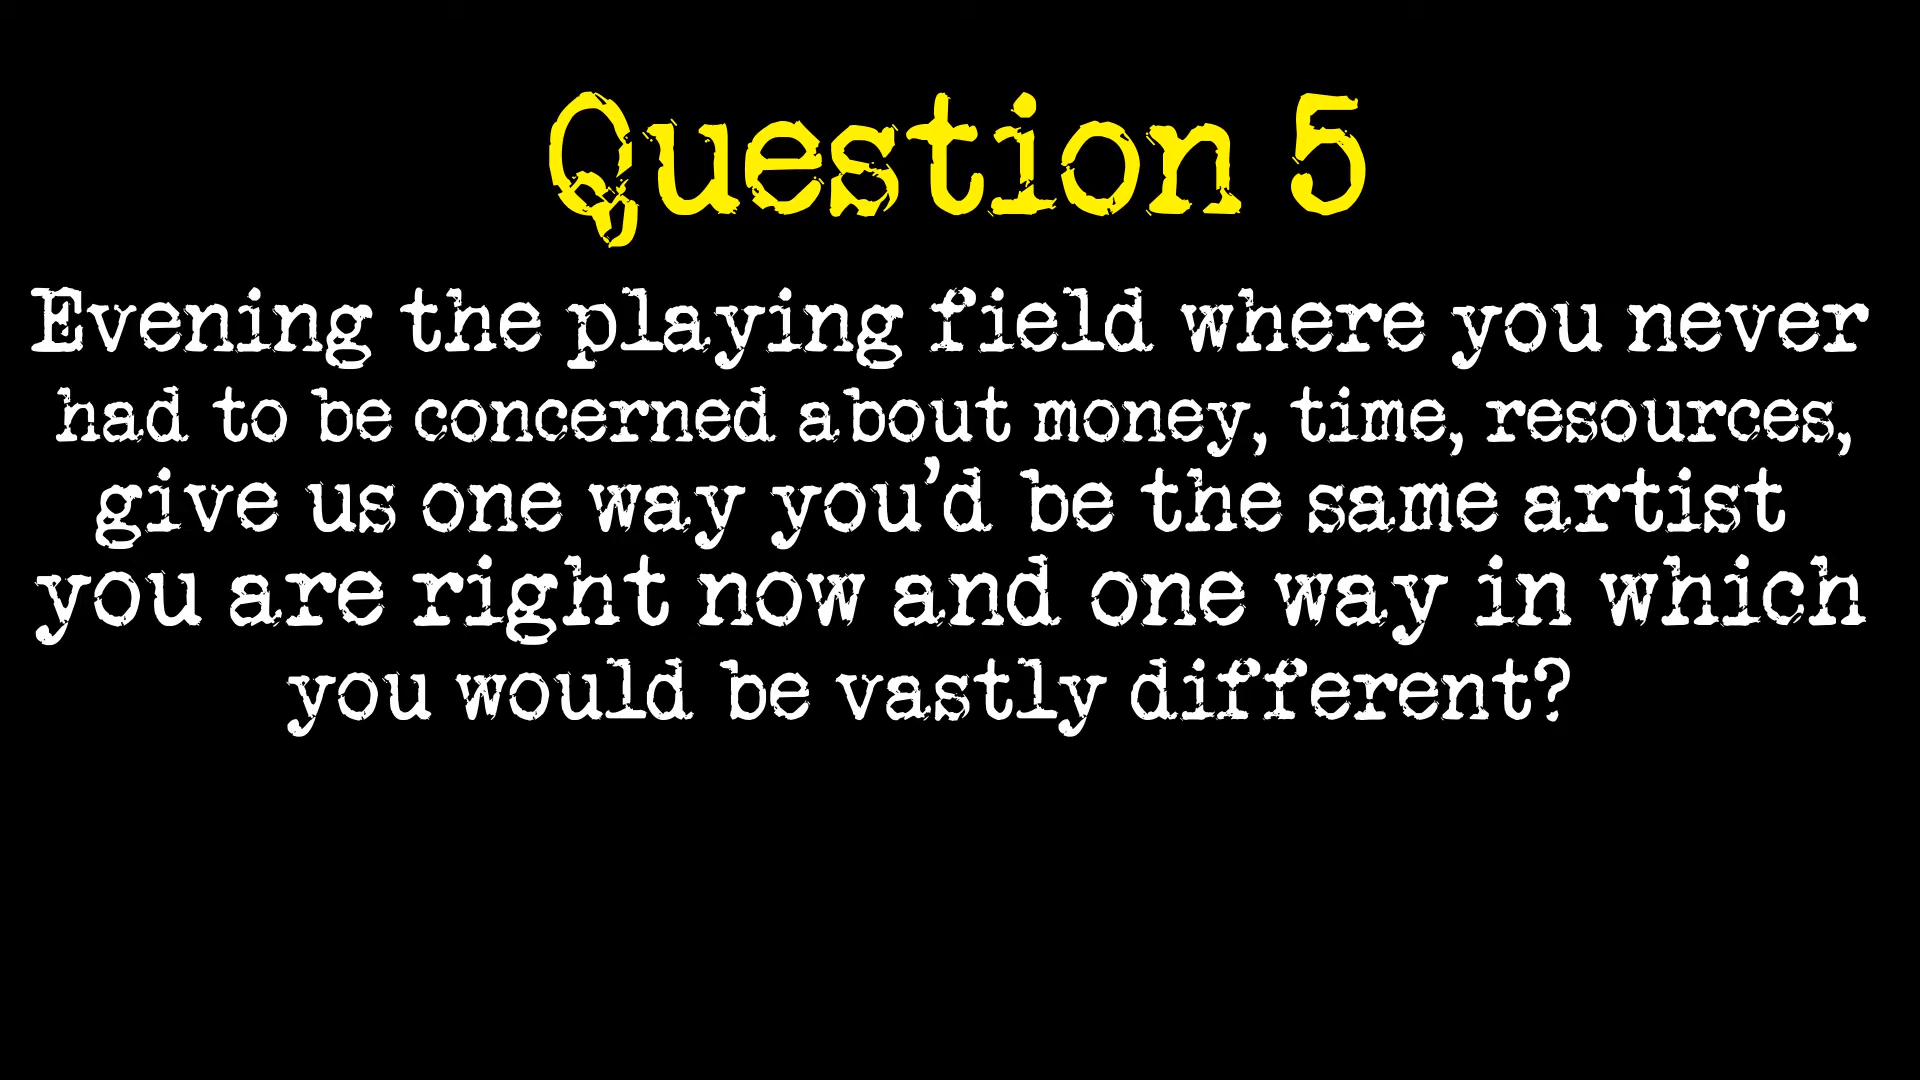 Question 5
Evening the playing field where you never
had to be concerned about money, time, resources,
give us one way you'd be the same artist
you are right now and one way in which
you would be vastly different?